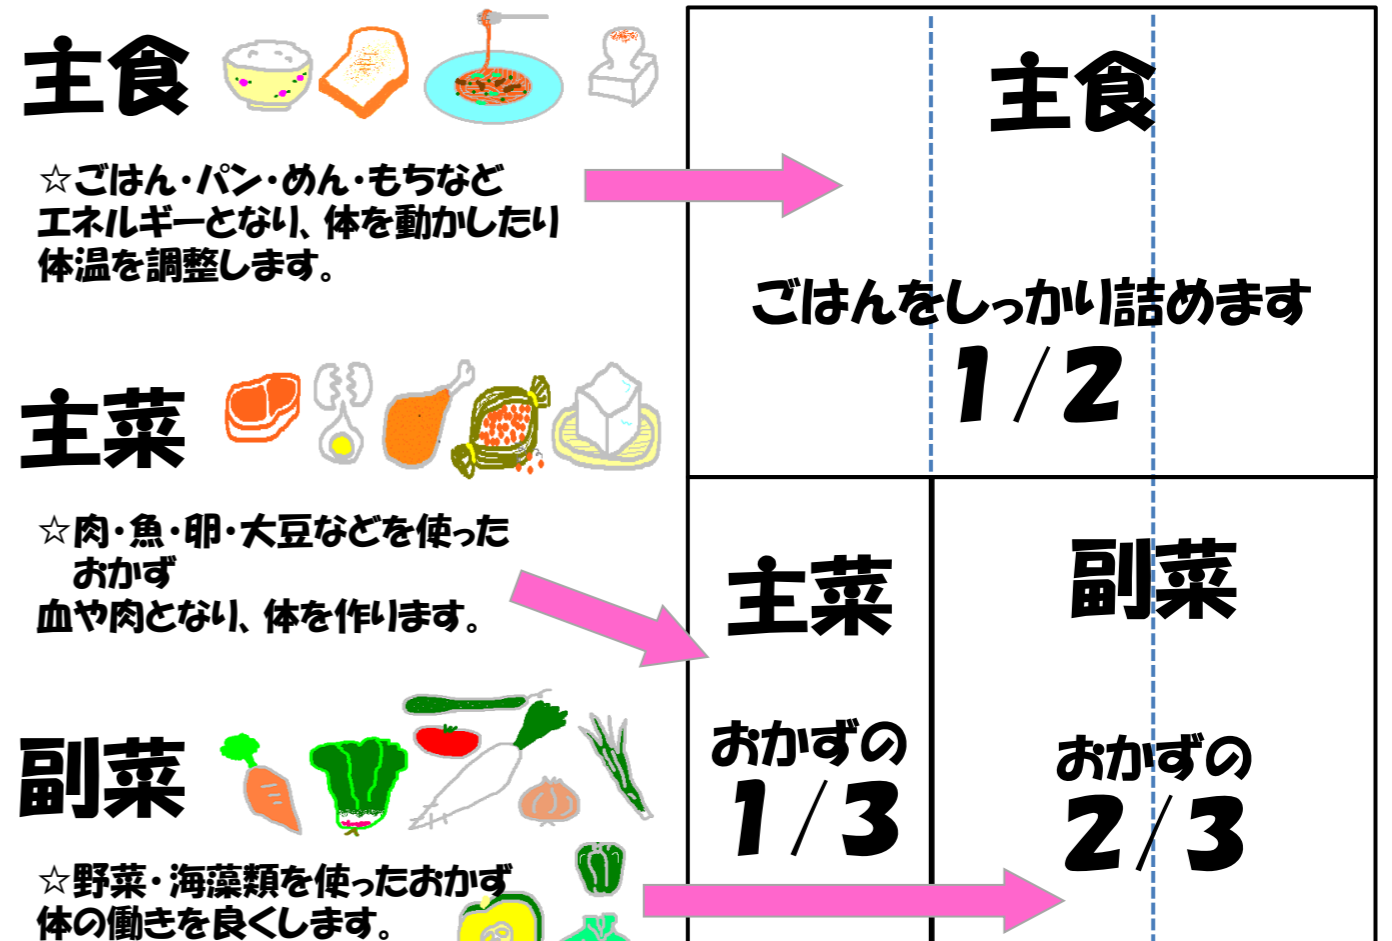 主食
☆ごはん・パン・めん・もちなど
エネルギーとなり、体を動かしたり
体温を調整します。
主菜
☆肉・魚・卵・大豆などを使った
おかず
血や肉となり、体を作ります。
副菜
☆野菜・海藻類を使ったおかず
体の働きを良くします。
主食
ごはんをしっかり詰めます
1/2
主菜
おかずの
1/3
副菜
おかずの
2/3